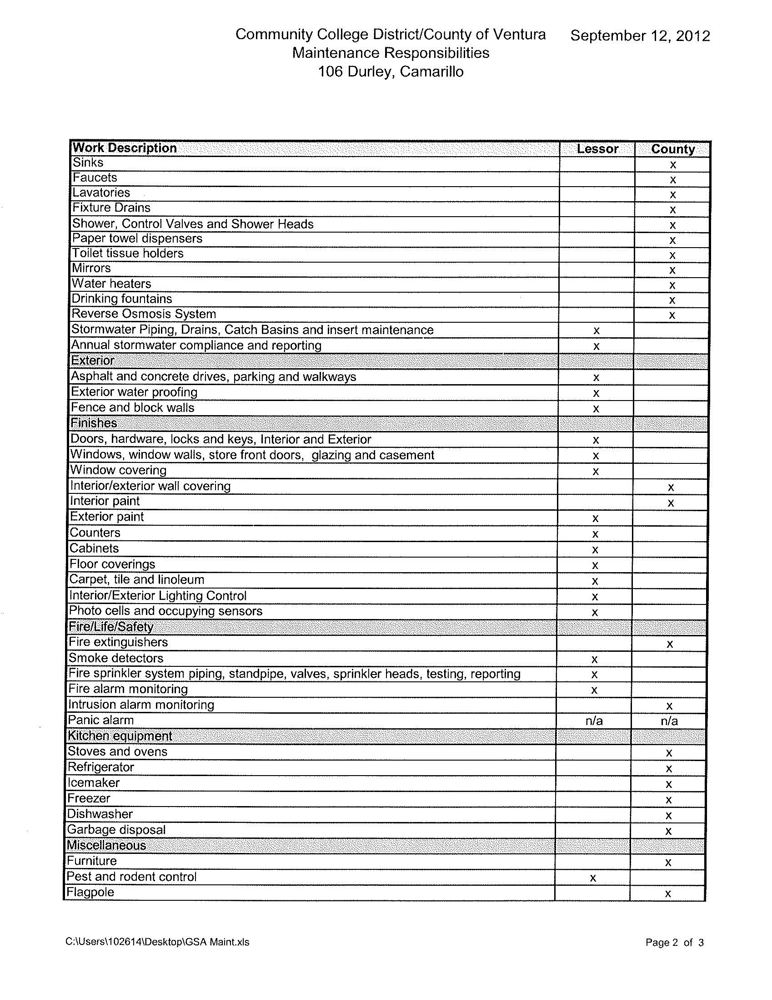 Community College District/County of Ventura September 12, 2012
Maintenance Responsibilities
106 Durley, Camarillo
Work Description Lessor County
Sinks x
Faucets x
Lavatories x
Fixture Drains x
Shower, Control Valves and Shower Heads x
Paper towel dispensers x
Toilet tissue holders x
Mirrors x
Water heaters x
Drinking fountains x
Reverse Osmosis System x
Stormwater Piping, Drains, Catch Basins and insert maintenance x
Annual stormwater compliance and reporting x
Exterior
Asphalt and concrete drives, parking and walkways x
Exterior water proofing x
Fence and block walls x
Finishes
Doors, hardware, locks and keys, Interior and Exterior x
Windows, window walls, store front doors, glazing and casement x
Window covering x
Interior/exterior wall covering x
Interior paint x
Exterior paint x
Counters x
Cabinets x
Floor coverings x
Carpet, tile and linoleum x
Interior/Exterior Lighting Control x
Photo cells and occupying sensors x
Fire/Life/Safety
Fire extinguishers x
Smoke detectors x
Fire sprinkler system piping, standpipe, valves, sprinkler heads, testing, reporting x
Fire alarm monitoring x
Intrusion alarm monitoring x
Panic alarm n/a n/a
Kitchen equipment
Stoves and ovens x
Refrigerator x
Icemaker x
Freezer x
Dishwasher x
Garbage disposal x
Miscellaneous
Furniture x
Pest and rodent control x
Flagpole x
C:\Users\102614\Desktop\GSA Maint.xls Page 2 of 3